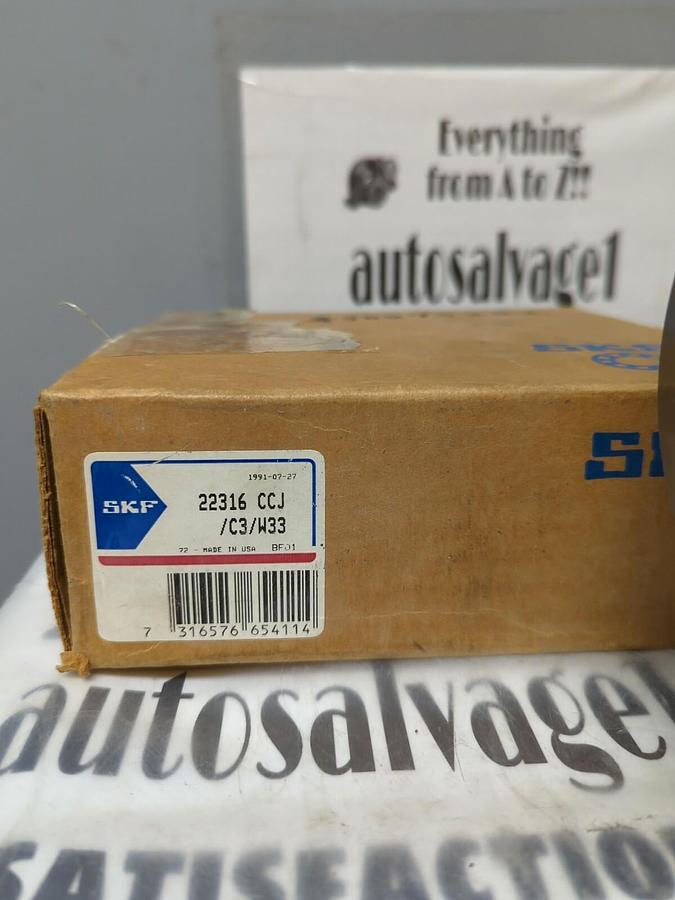 Everything
from A to Z!!
autosalvage1
SKF
1991-07-27
SKF
22316 CCJ
/C3/W33
72 - MADE IN USA BF01
7 316576 654114
autosalvage1
SATISFACTION